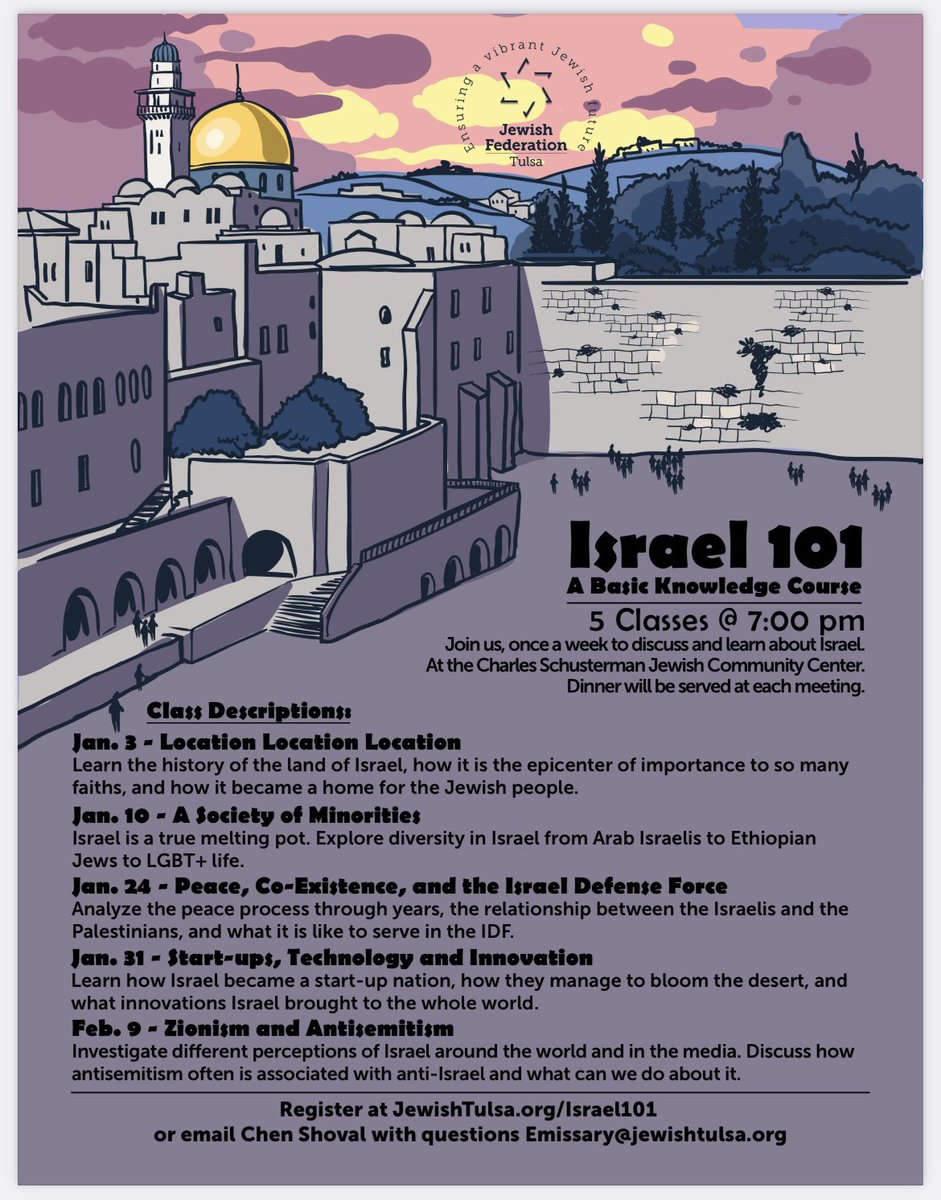 Ensuring a vibrant Jewish future
Jewish
Federation
Tulsa
Israel 101
A Basic Knowledge Course
5 Classes @ 7:00 pm
Join us, once a week to discuss and learn about Israel.
At the Charles Schusterman Jewish Community Center.
Dinner will be served at each meeting.
Class Descriptions:
Jan. 3 - Location Location Location
Learn the history of the land of Israel, how it is the epicenter of importance to so many
faiths, and how it became a home for the Jewish people.
Jan. 10 - A Society of Minorities
Israel is a true melting pot. Explore diversity in Israel from Arab Israelis to Ethiopian
Jews to LGBT+ life.
Jan. 24 - Peace, Co-Existence, and the Israel Defense Force
Analyze the peace process through years, the relationship between the Israelis and the
Palestinians, and what it is like to serve in the IDF.
Jan. 31 - Start-ups, Technology and Innovation
Learn how Israel became a start-up nation, how they manage to bloom the desert, and
what innovations Israel brought to the whole world.
Feb. 9 - Zionism and Antisemitism
Investigate different perceptions of Israel around the world and in the media. Discuss how
antisemitism often is associated with anti-Israel and what can we do about it.
Register at JewishTulsa.org/Israel101
or email Chen Shoval with questions Emissary@jewishtulsa.org